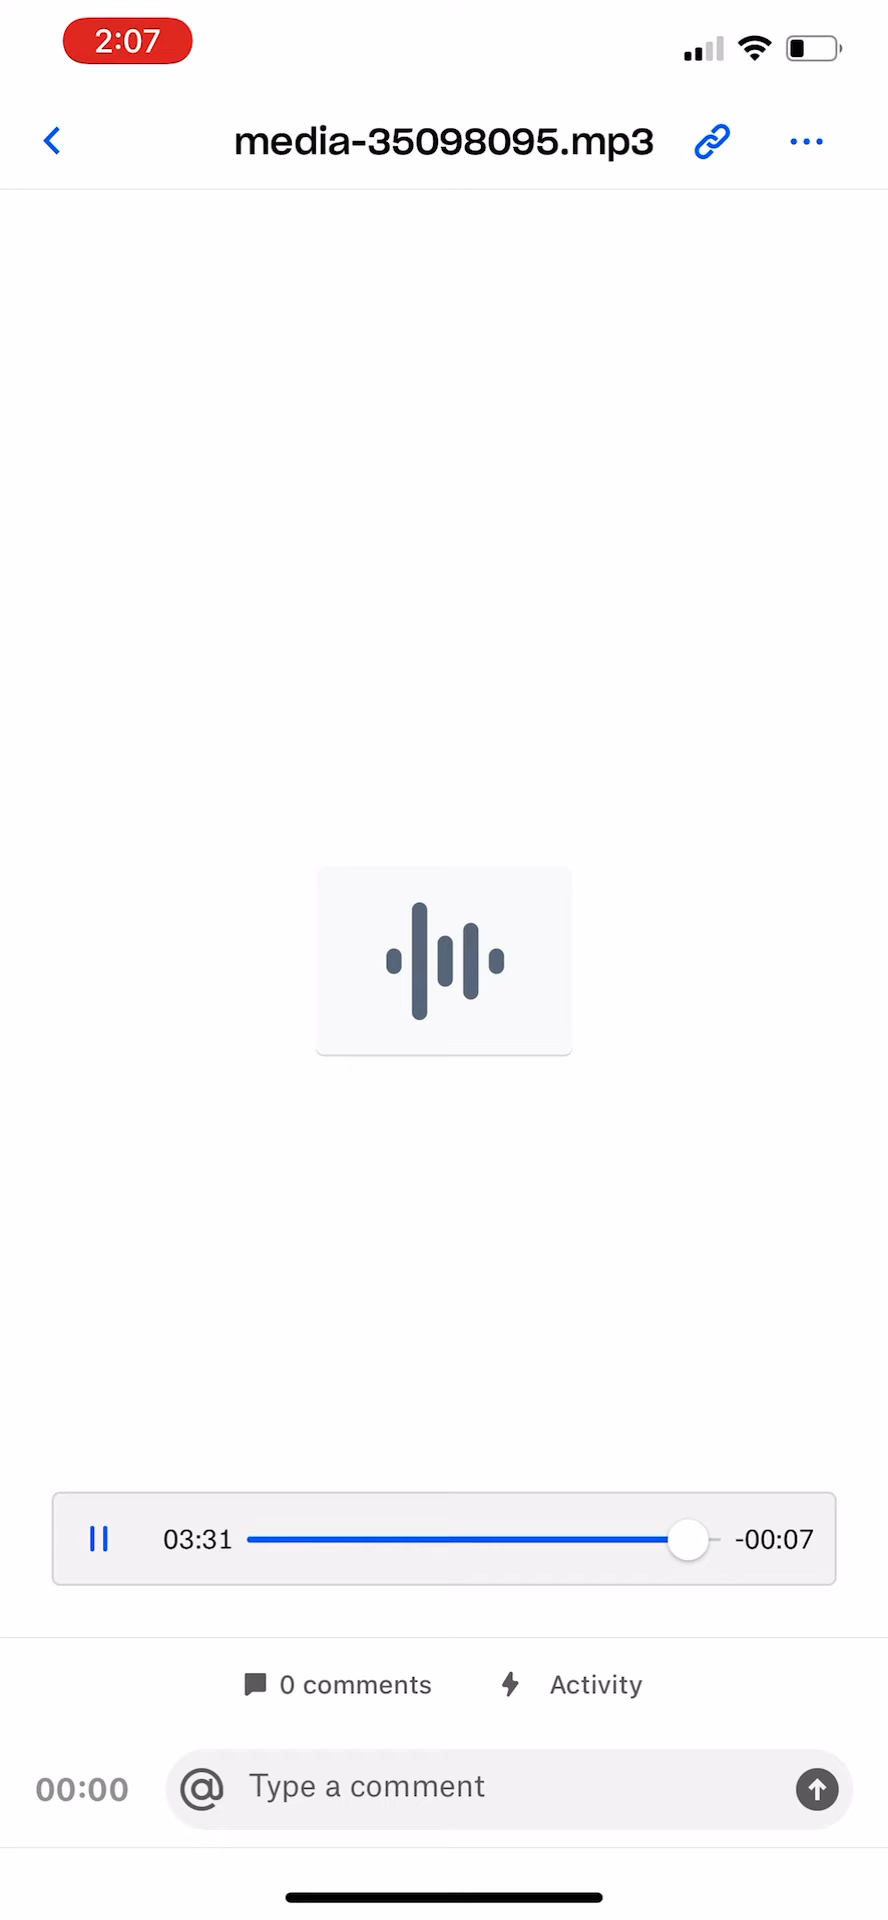 2:07
media-35098095.mp3
03:31
-00:07
0 comments
Activity
00:00
@ Type a comment